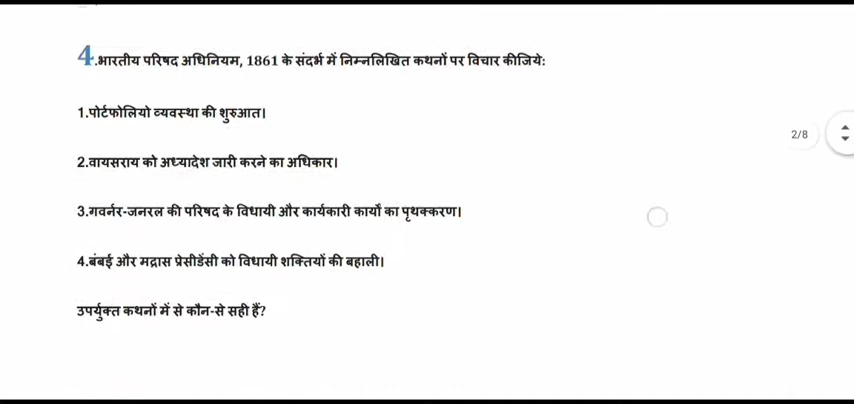 4.भारतीय परिषद अधिनियम, 1861 के संदर्भ में निम्नलिखित कथनों पर विचार कीजिये:
1.पोर्टफोलियो व्यवस्था की शुरुआत।
2/8
2.वायसराय को अध्यादेश जारी करने का अधिकार।
3.गवर्नर-जनरल की परिषद के विधायी और कार्यकारी कार्यों का पृथक्करण।
4.बंबई और मद्रास प्रेसीडेंसी को विधायी शक्तियों की बहाली।
उपर्युक्त कथनों में से कौन-से सही हैं?